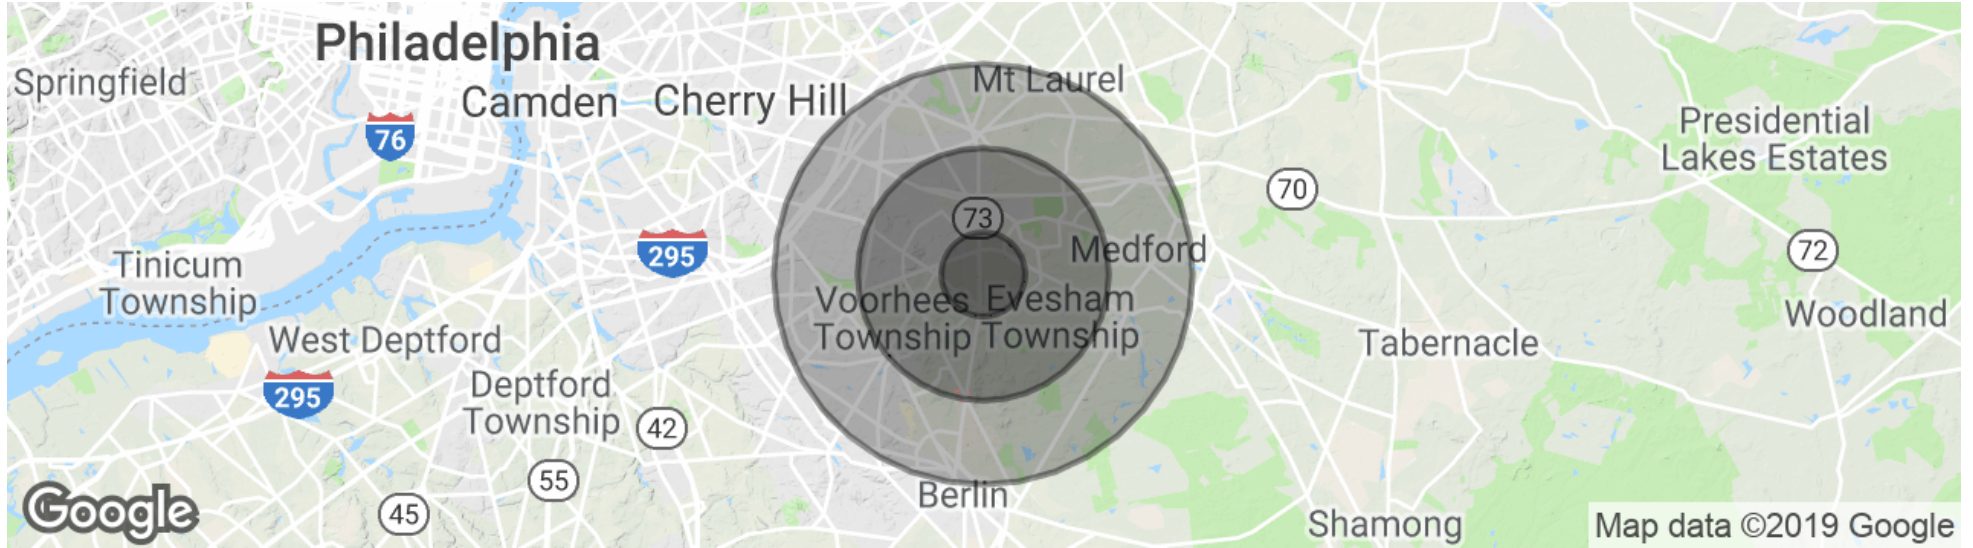 Philadelphia
Springfield
Mt Laurel
Camden
Cherry Hill
76
Presidential
Lakes Estates
70
73
295
Medford
72
Tinicum
Township
Voorhees
Township
Evesham
Township
Woodland
West Deptford
Tabernacle
295
Deptford
Township
42
55
Berlin
45
Google
Shamong
Map data ©2019 Google